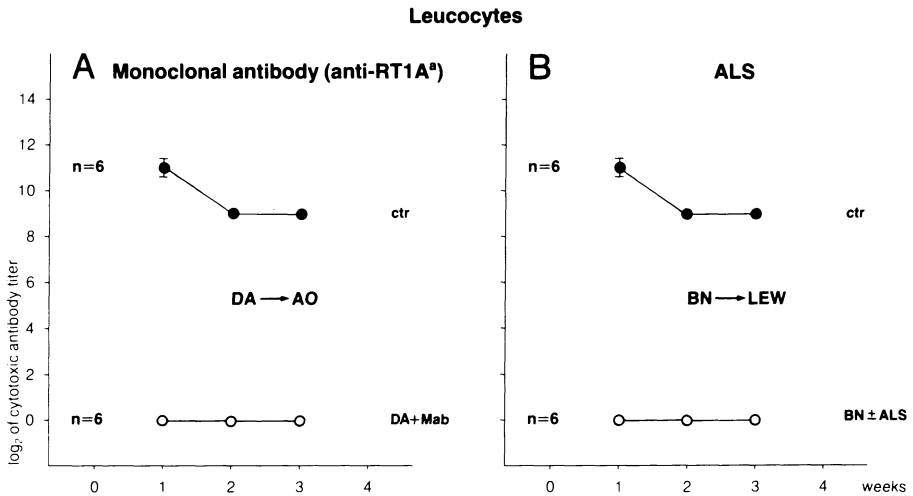 Leucocytes
A Monoclonal antibody (anti-RT1Aᵃ)
14
12
10
8
6
4
2
0
log₂ of cytotoxic antibody titer
n=6
ctr
DA → AO
n=6
DA+Mab
0 1 2 3 4
B ALS
n=6
ctr
BN → LEW
n=6
BN ± ALS
0 1 2 3 4 weeks